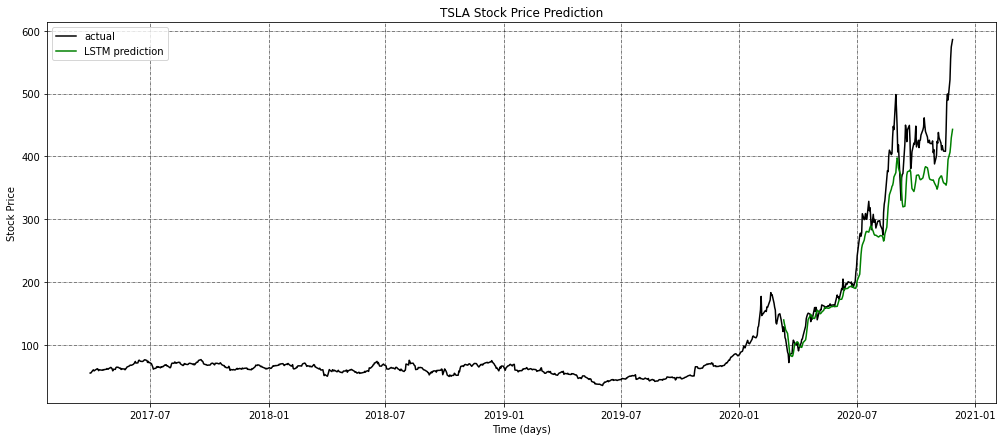 TSLA Stock Price Prediction
actual
LSTM prediction
600
500
400
300
200
100
Stock Price
2017-07
2018-01
2018-07
2019-01
2019-07
2020-01
2020-07
2021-01
Time (days)